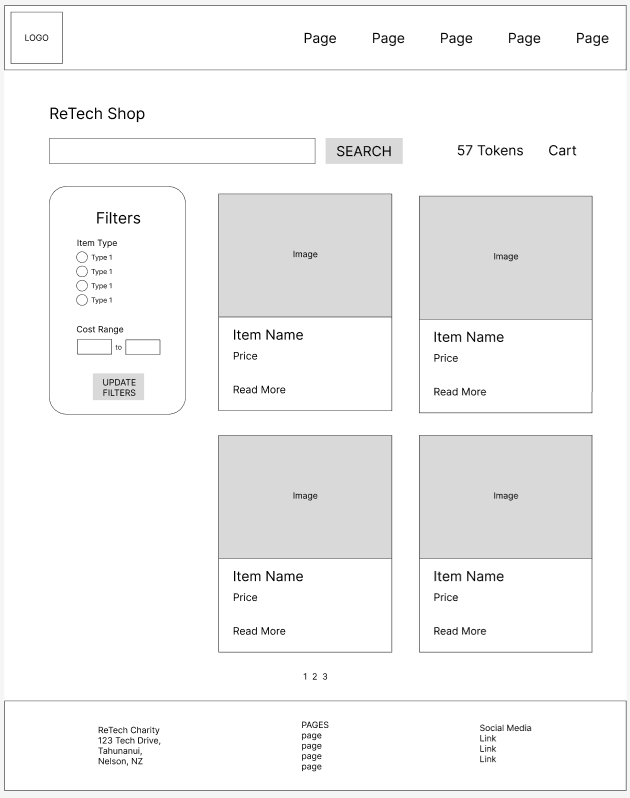 LOGO
Page Page Page Page Page
ReTech Shop
SEARCH
57 Tokens
Cart
Filters
Item Type
Type 1
Type 1
Type 1
Type 1
Cost Range
to
UPDATE
FILTERS
Image
Item Name
Price
Read More
Image
Item Name
Price
Read More
Image
Item Name
Price
Read More
Image
Item Name
Price
Read More
1 2 3
ReTech Charity
123 Tech Drive,
Tahunanui,
Nelson, NZ
PAGES
page
page
page
page
Social Media
Link
Link
Link